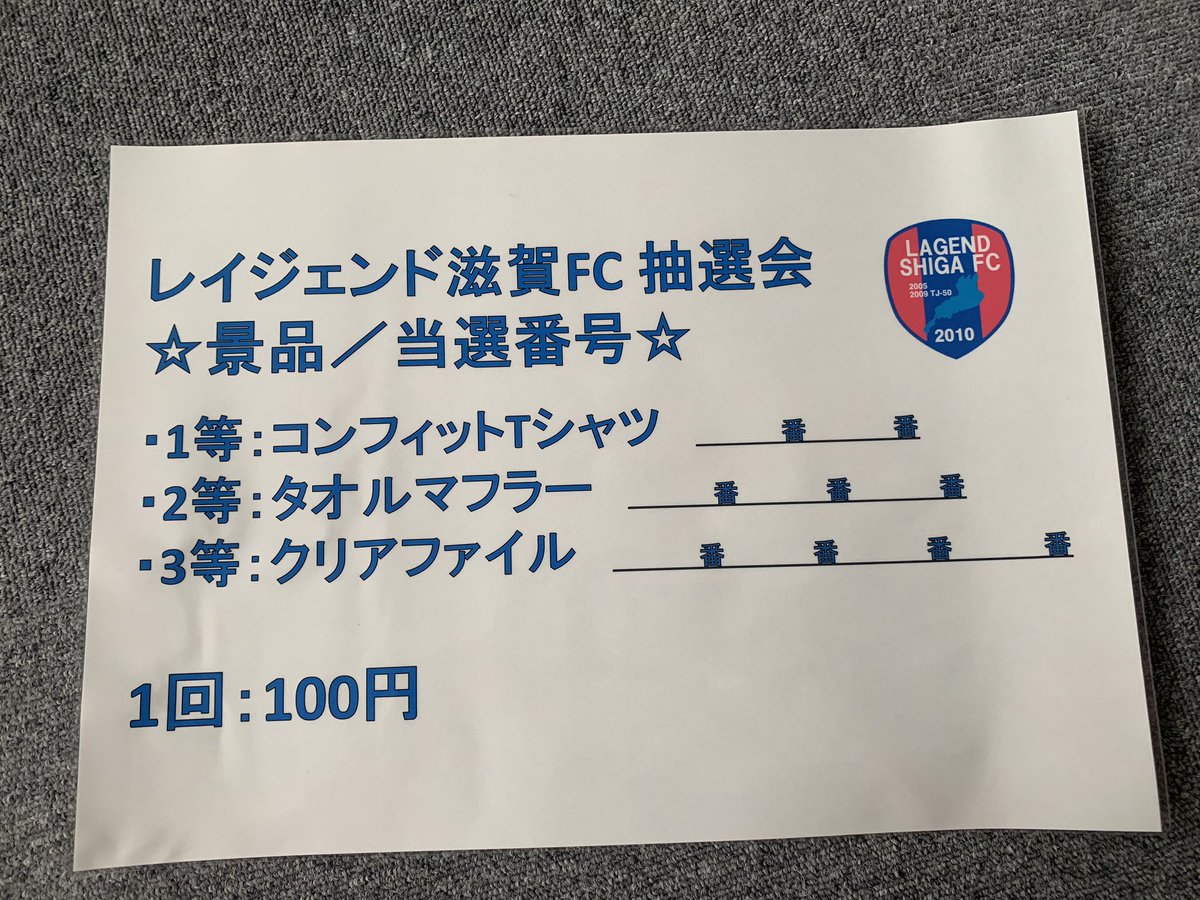 レイジェンド滋賀FC 抽選会
☆景品／当選番号☆
・1等：コンフィットTシャツ 番 番
・2等：タオルマフラー 番 番 番
・3等：クリアファイル 番 番 番 番
1回：100円
LAGEND
SHIGA FC
2005
2009 TJ-50
2010